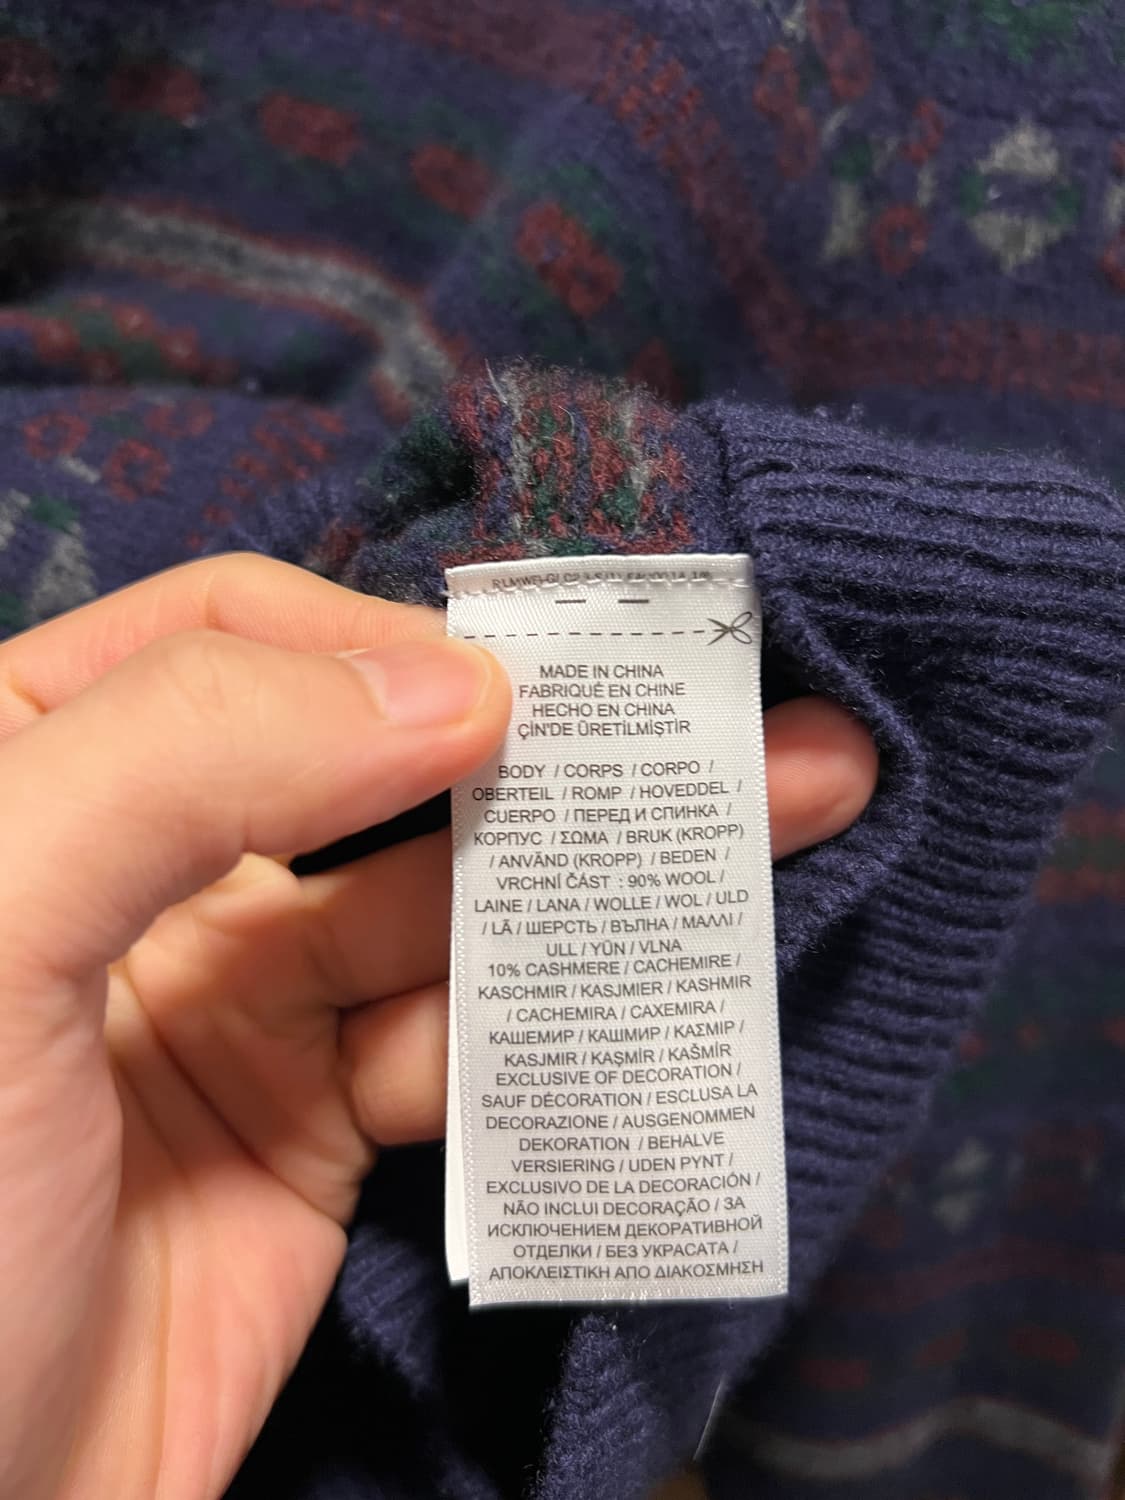 MADE IN CHINA
FABRIQUÉ EN CHINE
HECHO EN CHINA
ÇİN'DE ÜRETİLMİŞTİR
BODY / CORPS / CORPO /
OBERTEIL / ROMP / HOVEDDEL /
CUERPO / ПЕРЕД И СПИНКА /
КОРПУС / ΣΩΜΑ / BRUK (KROPP)
/ ANVÄND (KROPP) / BEDEN /
VRCHNÍ ČÁST : 90% WOOL /
LAINE / LANA / WOLLE / WOL / ULD
/ LÃ / ШЕРСТЬ / ВЪЛНА / ΜΑΛΛΙ /
ULL / YÜN / VLNA
10% CASHMERE / CACHEMIRE /
KASCHMIR / KASJMIER / KASHMIR
/ CACHEMIRA / CAXEMIRA /
КАШЕМИР / КАШМИР / ΚΑΣΜΙΡ /
KASJMIR / KAŞMİR / KAŠMÍR
EXCLUSIVE OF DECORATION /
SAUF DÉCORATION / ESCLUSA LA
DECORAZIONE / AUSGENOMMEN
DEKORATION / BEHALVE
VERSIERING / UDEN PYNT /
EXCLUSIVO DE LA DECORACIÓN /
NÃO INCLUI DECORAÇÃO / ЗА
ИСКЛЮЧЕНИЕМ ДЕКОРАТИВНОЙ
ОТДЕЛКИ / БЕЗ УКРАСАТА /
ΑΠΟΚΛΕΙΣΤΙΚΗ ΑΠΟ ΔΙΑΚΟΣΜΗΣΗ